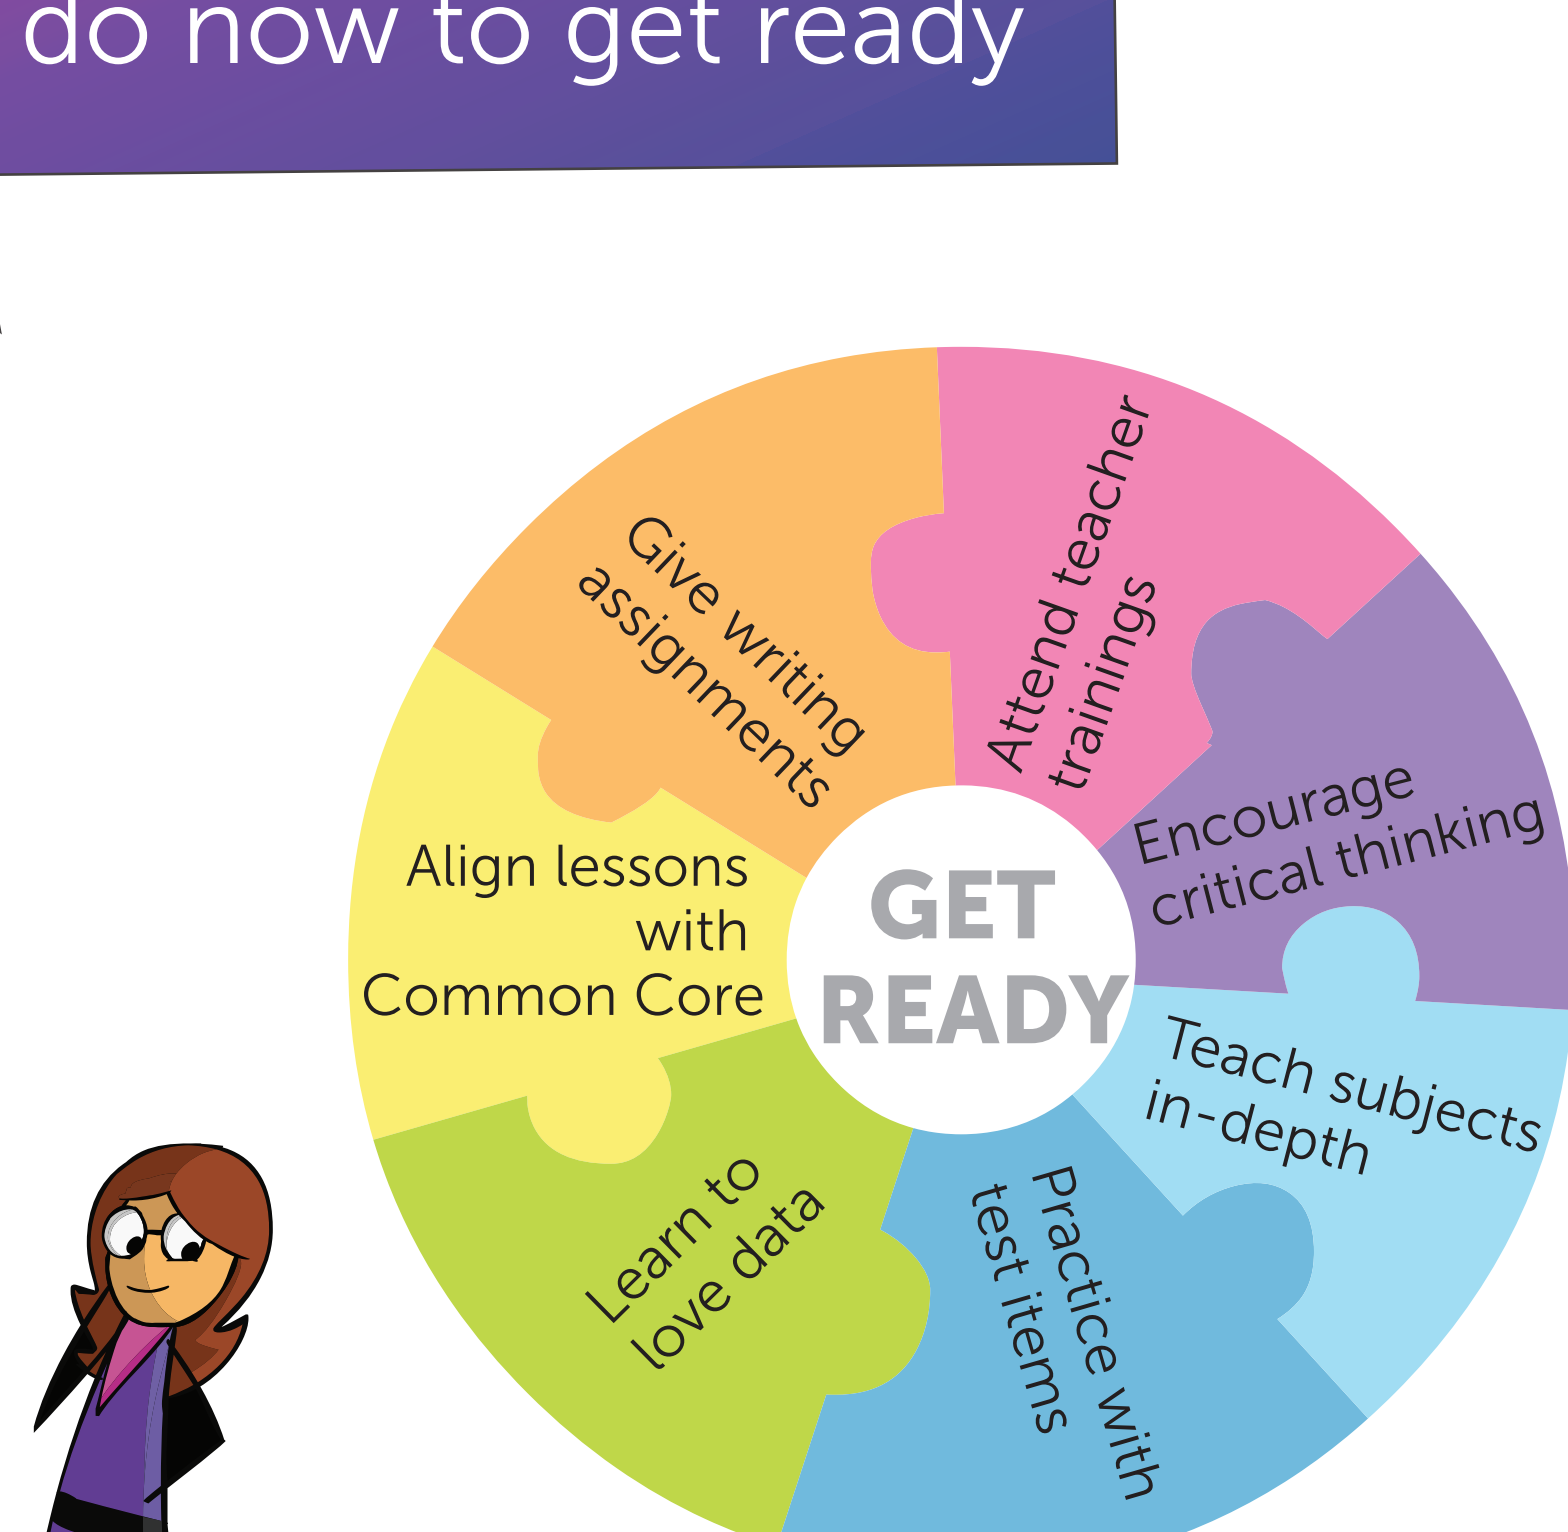 do now to get ready
Attend teacher
trainings
Encourage
critical thinking
Teach subjects
in-depth
Practice with
test items
Learn to
love data
Align lessons
with
Common Core
Give writing
assignments
GET
READY